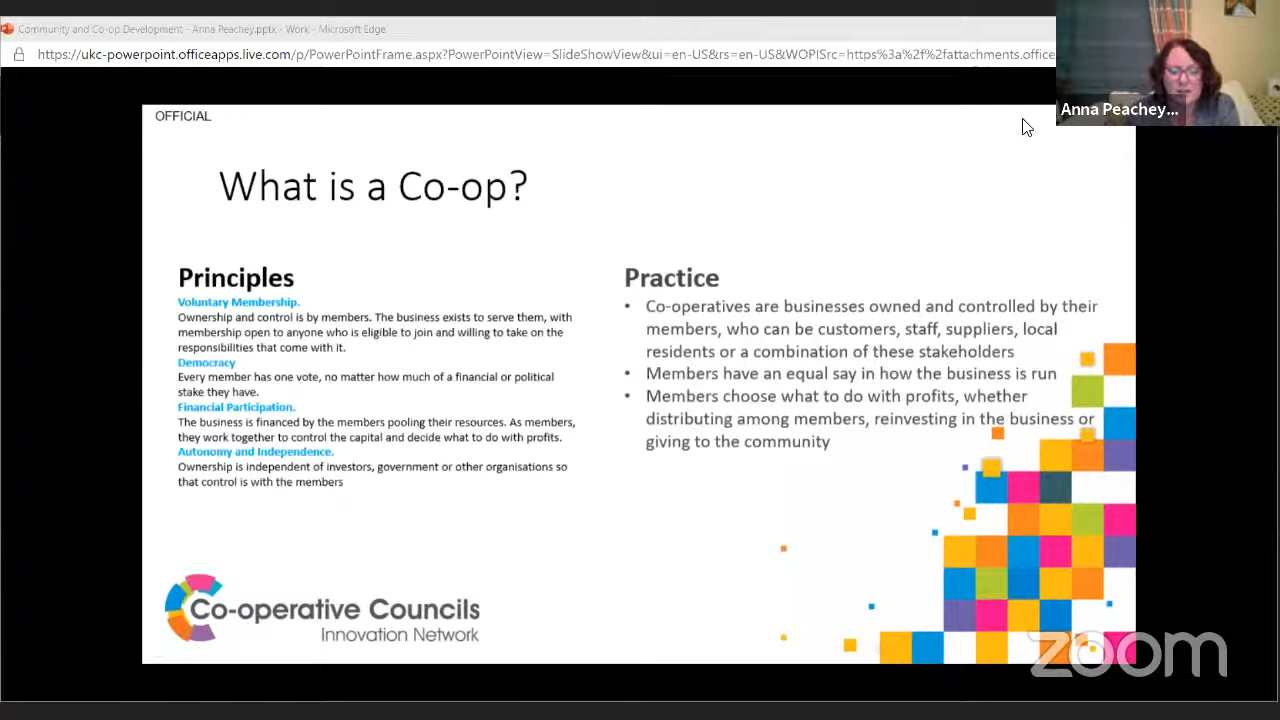 Community and Co-op Development - Anna Peachey.pptx - Work - Microsoft Edge
https://ukc-powerpoint.officeapps.live.com/p/PowerPointFrame.aspx?PowerPointView=SlideShowView&ui=en-US&rs=en-US&WOPISrc=https%3a%2f%2fattachments.office
Anna Peachey...
OFFICIAL
What is a Co-op?
Principles
Voluntary Membership.
Ownership and control is by members. The business exists to serve them, with
membership open to anyone who is eligible to join and willing to take on the
responsibilities that come with it.
Democracy
Every member has one vote, no matter how much of a financial or political
stake they have.
Financial Participation.
The business is financed by the members pooling their resources. As members,
they work together to control the capital and decide what to do with profits.
Autonomy and Independence.
Ownership is independent of investors, government or other organisations so
that control is with the members
Practice
• Co-operatives are businesses owned and controlled by their
members, who can be customers, staff, suppliers, local
residents or a combination of these stakeholders
• Members have an equal say in how the business is run
• Members choose what to do with profits, whether
distributing among members, reinvesting in the business or
giving to the community
Co-operative Councils
Innovation Network
zoom